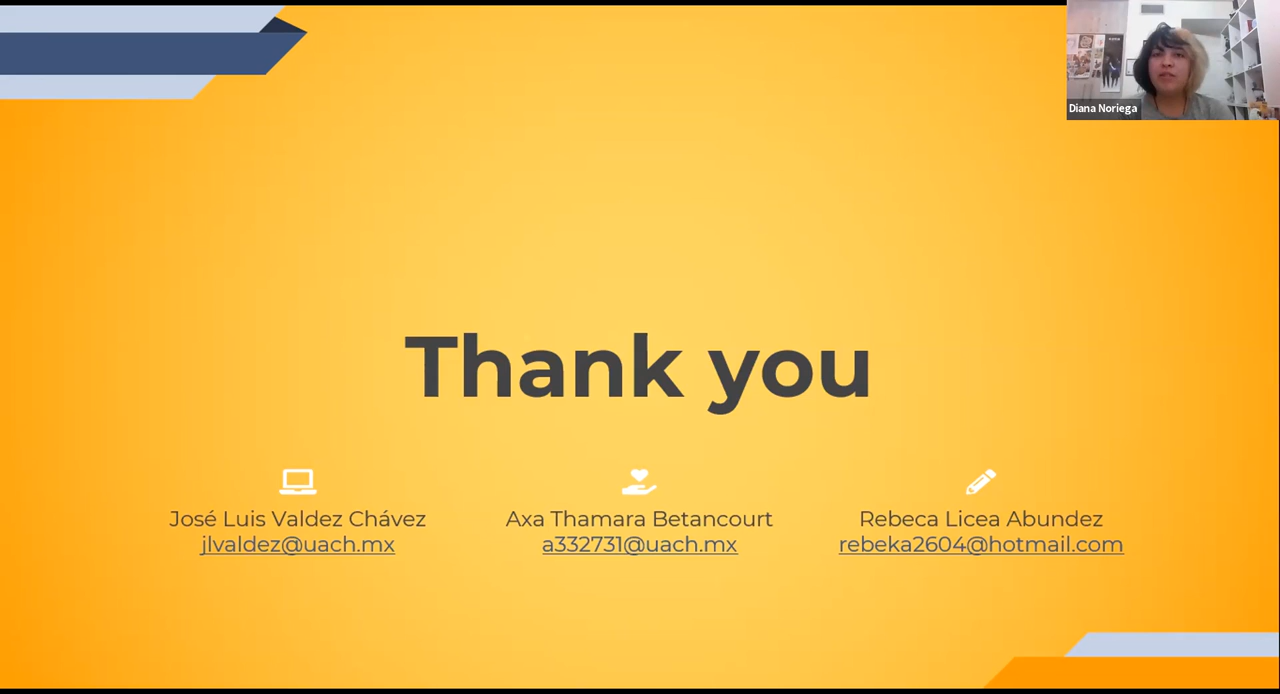 Diana Noriega
Thank you
José Luis Valdez Chávez
jlvaldez@uach.mx
Axa Thamara Betancourt
a332731@uach.mx
Rebeca Licea Abundez
rebeka2604@hotmail.com